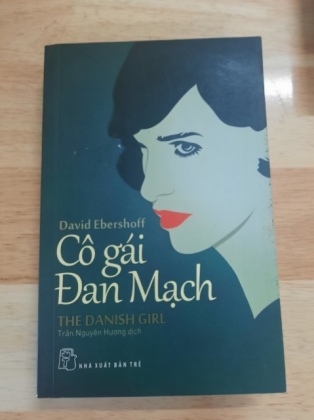 David Ebershoff
Cô gái
Đan Mạch
THE DANISH GIRL
Trần Nguyên Hương dịch
NHÀ XUẤT BẢN TRẺ